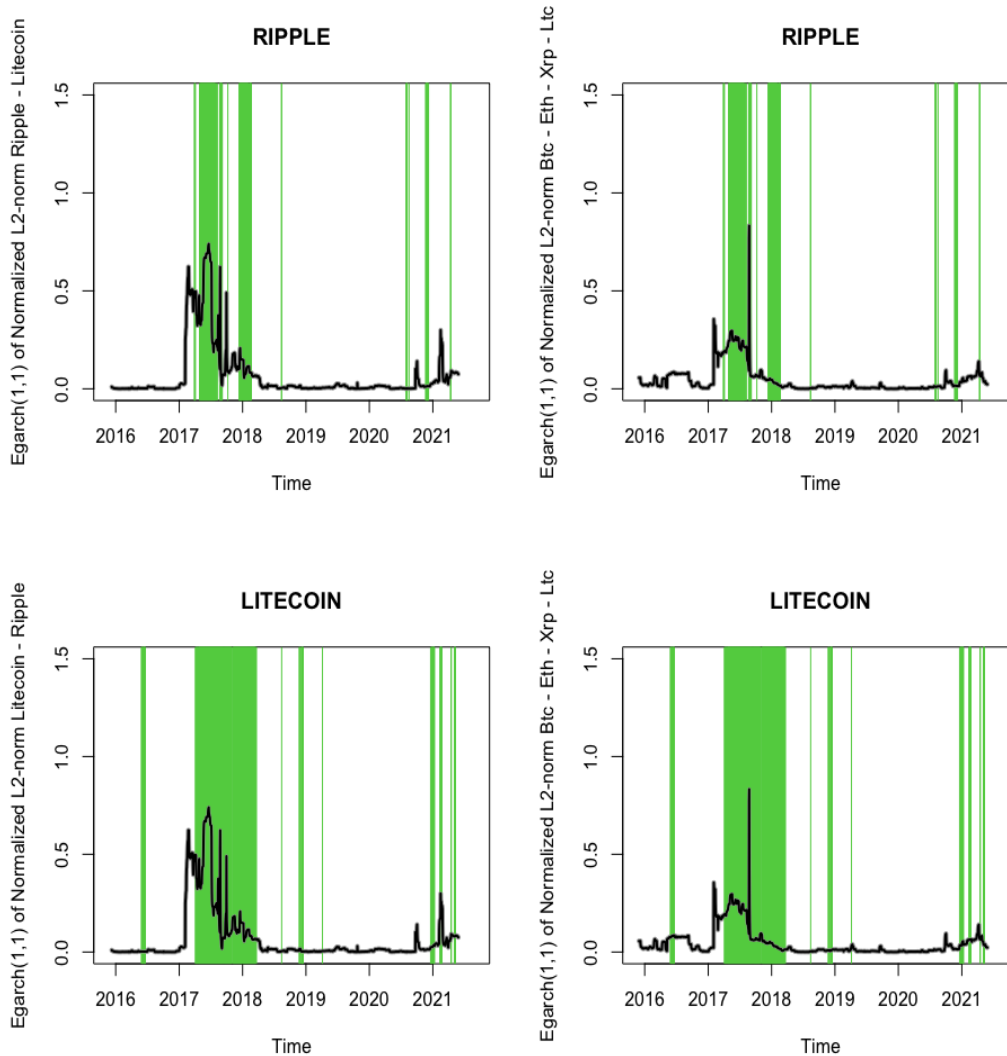 RIPPLE
Egarch(1,1) of Normalized L2-norm Ripple - Litecoin
1.5
1.0
0.5
0.0
2016 2017 2018 2019 2020 2021
Time
RIPPLE
Egarch(1,1) of Normalized L2-norm Btc - Eth - Xrp - Ltc
1.5
1.0
0.5
0.0
2016 2017 2018 2019 2020 2021
Time
LITECOIN
Egarch(1,1) of Normalized L2-norm Litecoin - Ripple
1.5
1.0
0.5
0.0
2016 2017 2018 2019 2020 2021
Time
LITECOIN
Egarch(1,1) of Normalized L2-norm Btc - Eth - Xrp - Ltc
1.5
1.0
0.5
0.0
2016 2017 2018 2019 2020 2021
Time